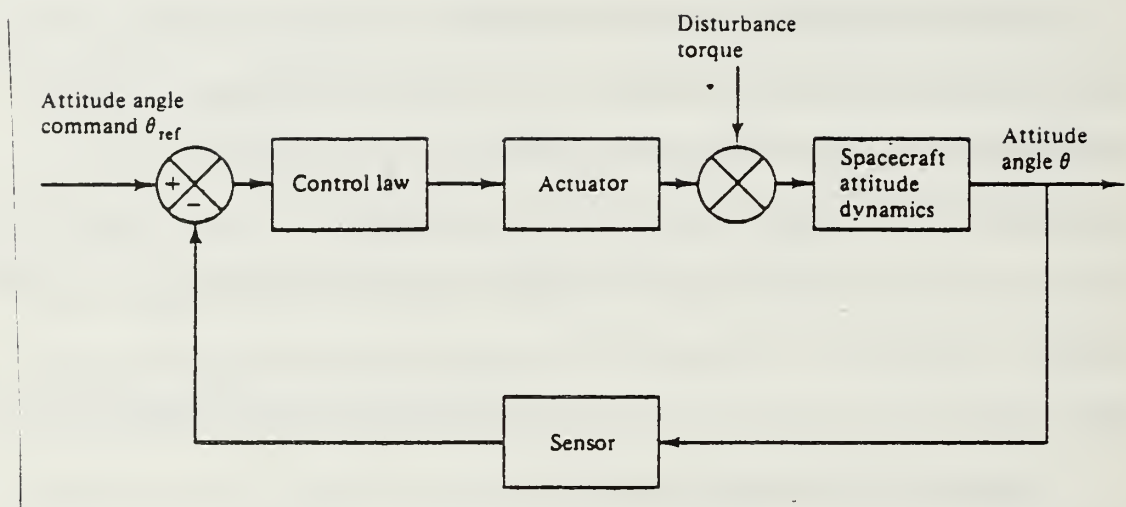 Disturbance
torque
Attitude angle
command θref
Attitude
angle θ
+
−
Control law
Actuator
Spacecraft
attitude
dynamics
Sensor